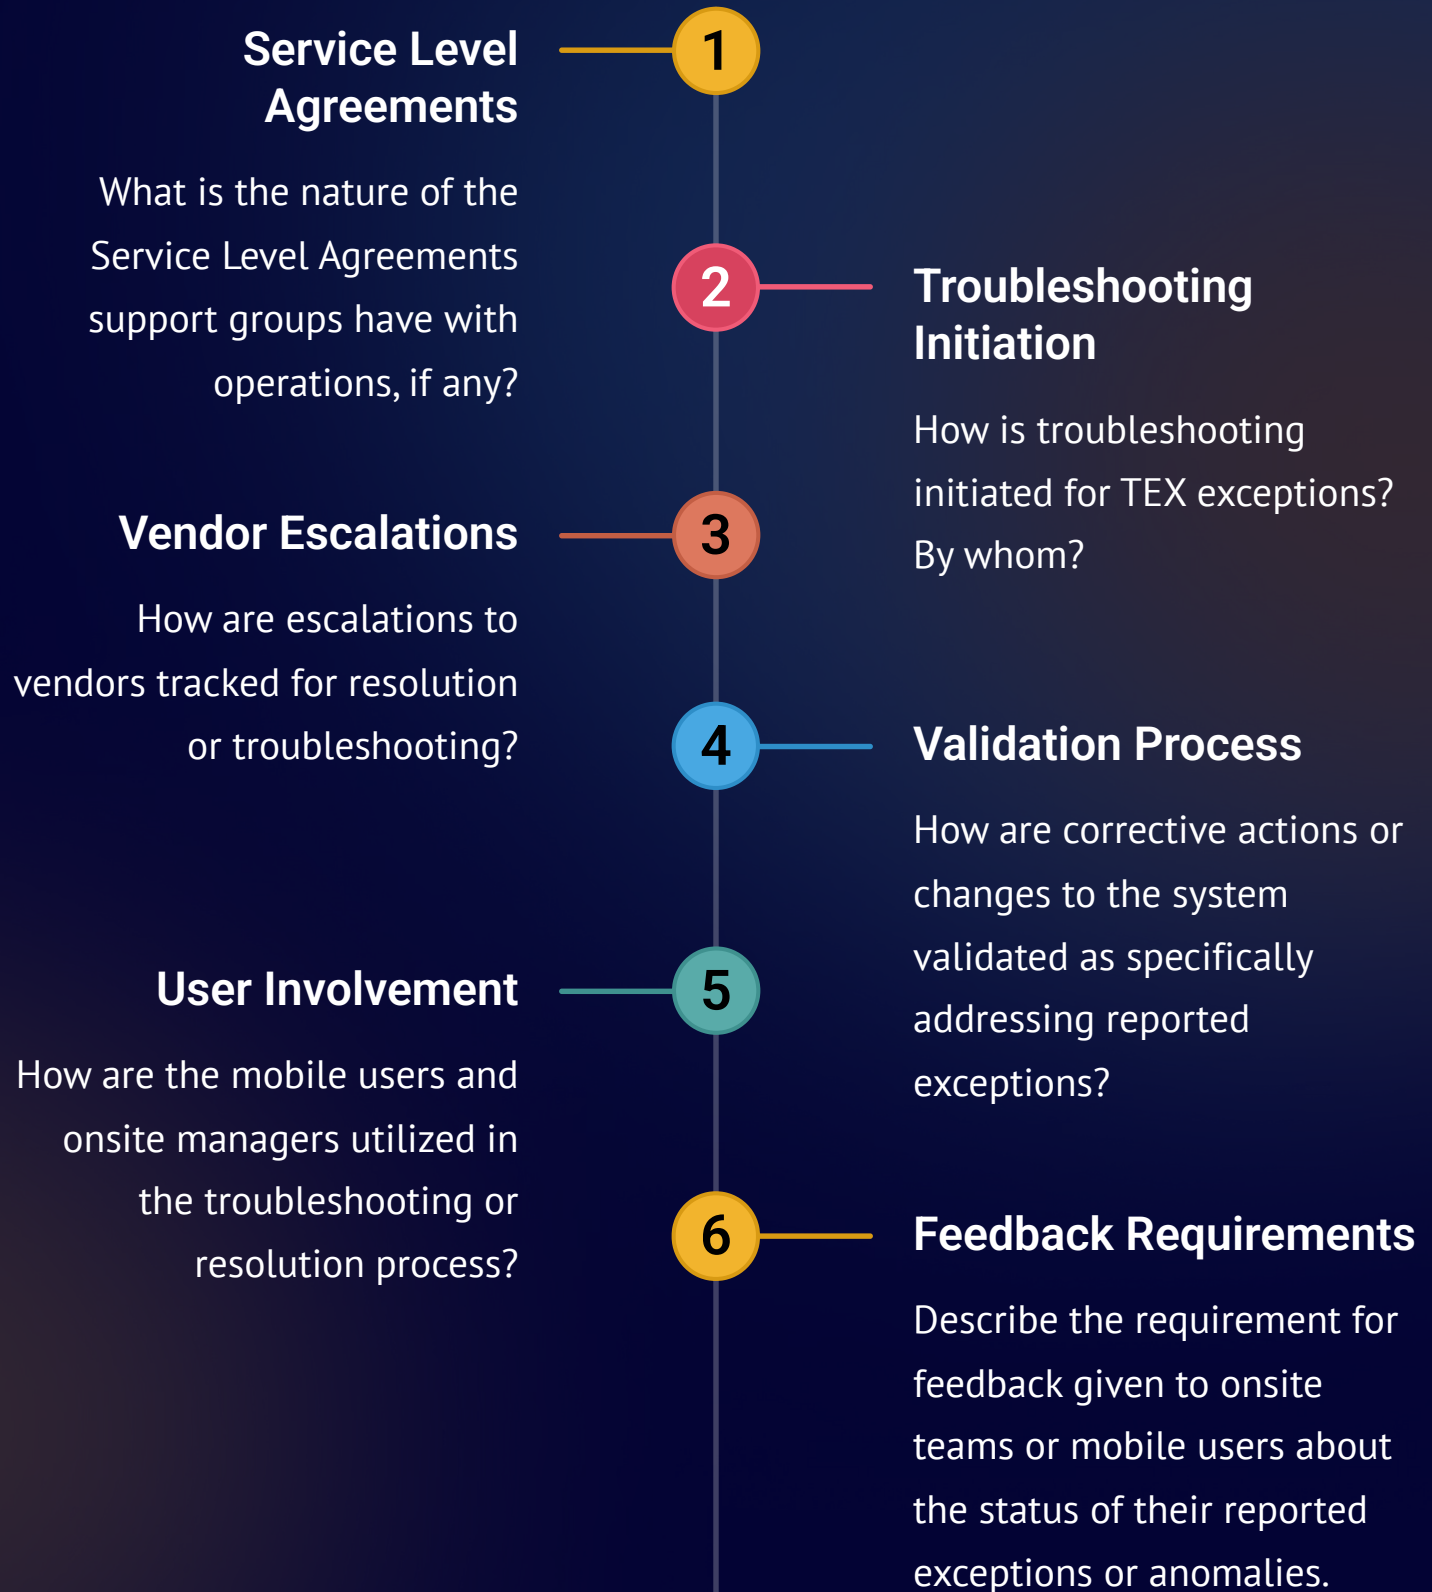 1
Service Level
Agreements
What is the nature of the
Service Level Agreements
support groups have with
operations, if any?
2
Troubleshooting
Initiation
How is troubleshooting
initiated for TEX exceptions?
By whom?
3
Vendor Escalations
How are escalations to
vendors tracked for resolution
or troubleshooting?
4
Validation Process
How are corrective actions or
changes to the system
validated as specifically
addressing reported
exceptions?
5
User Involvement
How are the mobile users and
onsite managers utilized in
the troubleshooting or
resolution process?
6
Feedback Requirements
Describe the requirement for
feedback given to onsite
teams or mobile users about
the status of their reported
exceptions or anomalies.